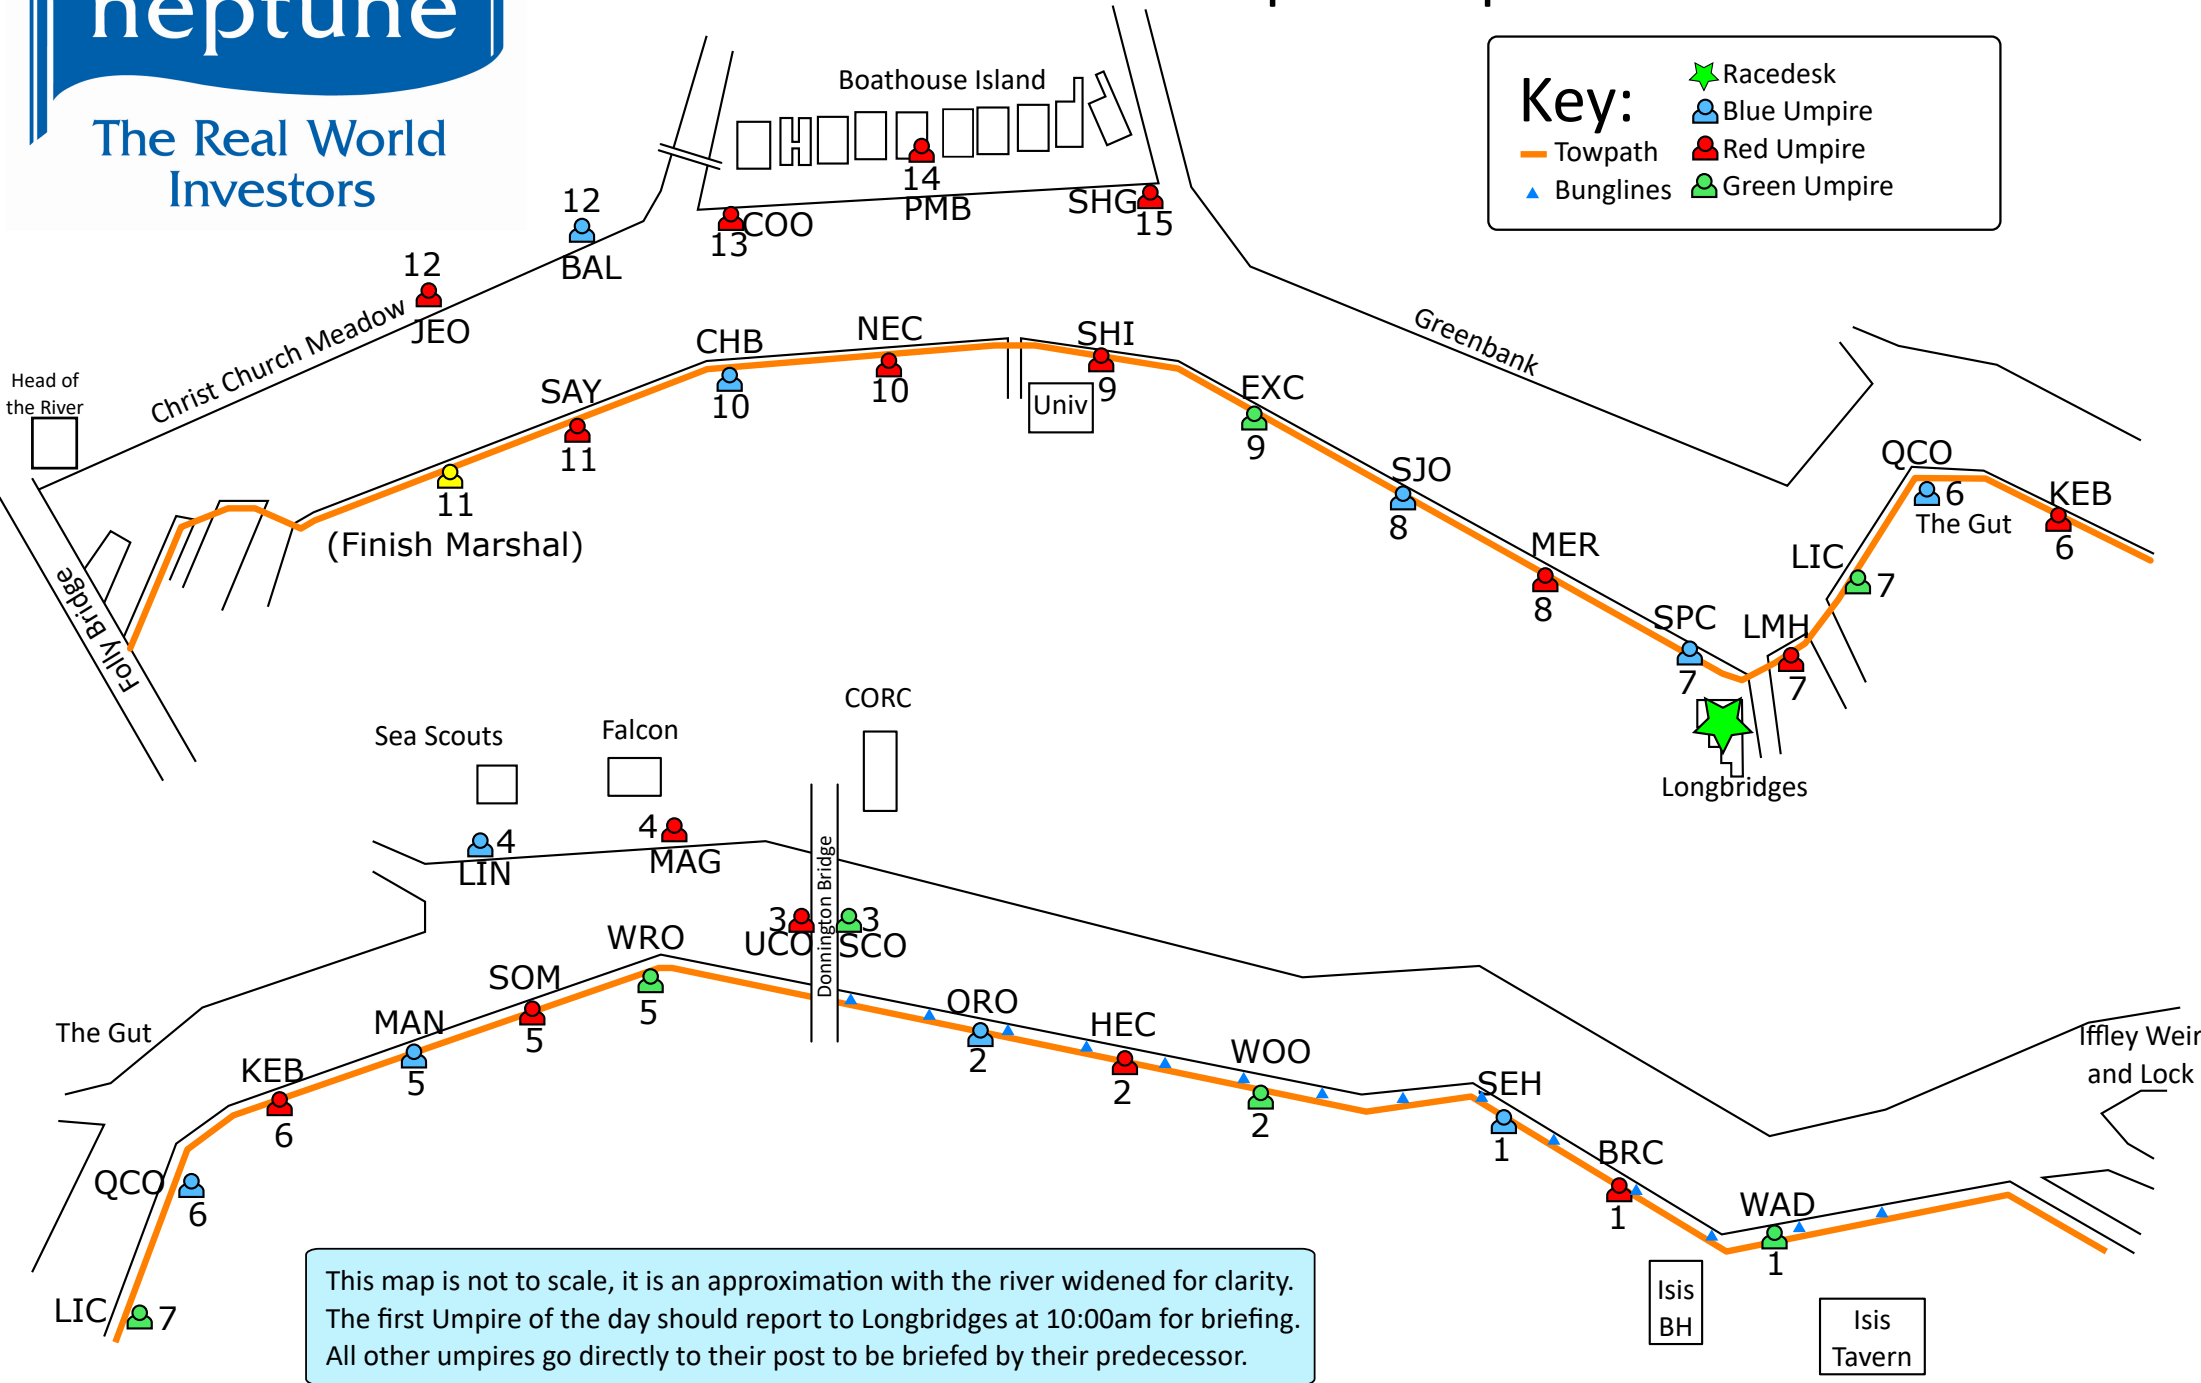 neptune
The Real World
Investors
Boathouse Island
Key:
Racedesk
Blue Umpire
Towpath
Red Umpire
Bunglines
Green Umpire
12
BAL
14
PMB
13
COO
SHG
15
12
JEO
Christ Church Meadow
Greenbank
Head of
the River
CHB
10
NEC
10
SHI
9
Univ
SAY
11
EXC
9
11
(Finish Marshal)
SJO
8
MER
8
QCO
6
The Gut
KEB
6
LIC
7
SPC
7
LMH
7
Longbridges
Folly Bridge
Sea Scouts
Falcon
CORC
4
LIN
4
MAG
Donnington Bridge
3
UCO
3
SCO
WRO
5
SOM
5
MAN
5
The Gut
KEB
6
QCO
6
LIC
7
ORO
2
HEC
2
WOO
2
SEH
1
BRC
1
WAD
1
Iffley Weir
and Lock
Isis
BH
Isis
Tavern
This map is not to scale, it is an approximation with the river widened for clarity.
The first Umpire of the day should report to Longbridges at 10:00am for briefing.
All other umpires go directly to their post to be briefed by their predecessor.